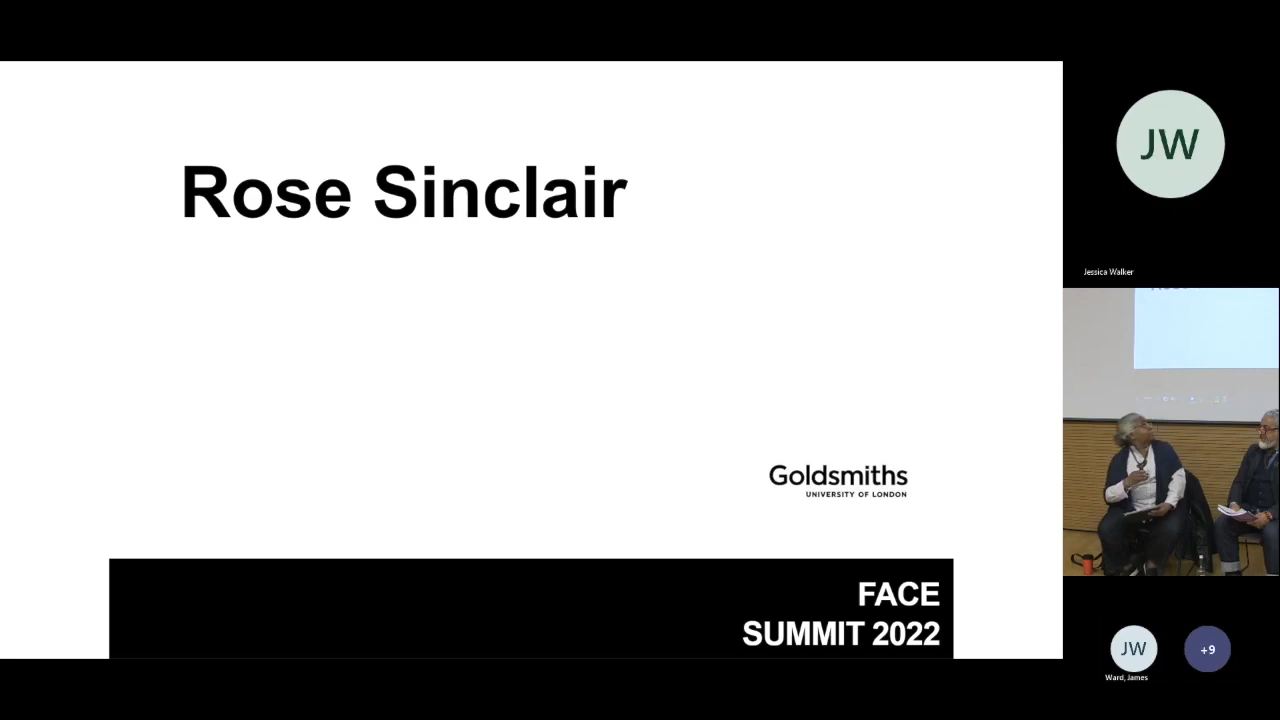 Rose Sinclair
Goldsmiths
UNIVERSITY OF LONDON
FACE
SUMMIT 2022
JW
Jessica Walker
JW
+9
Ward, James